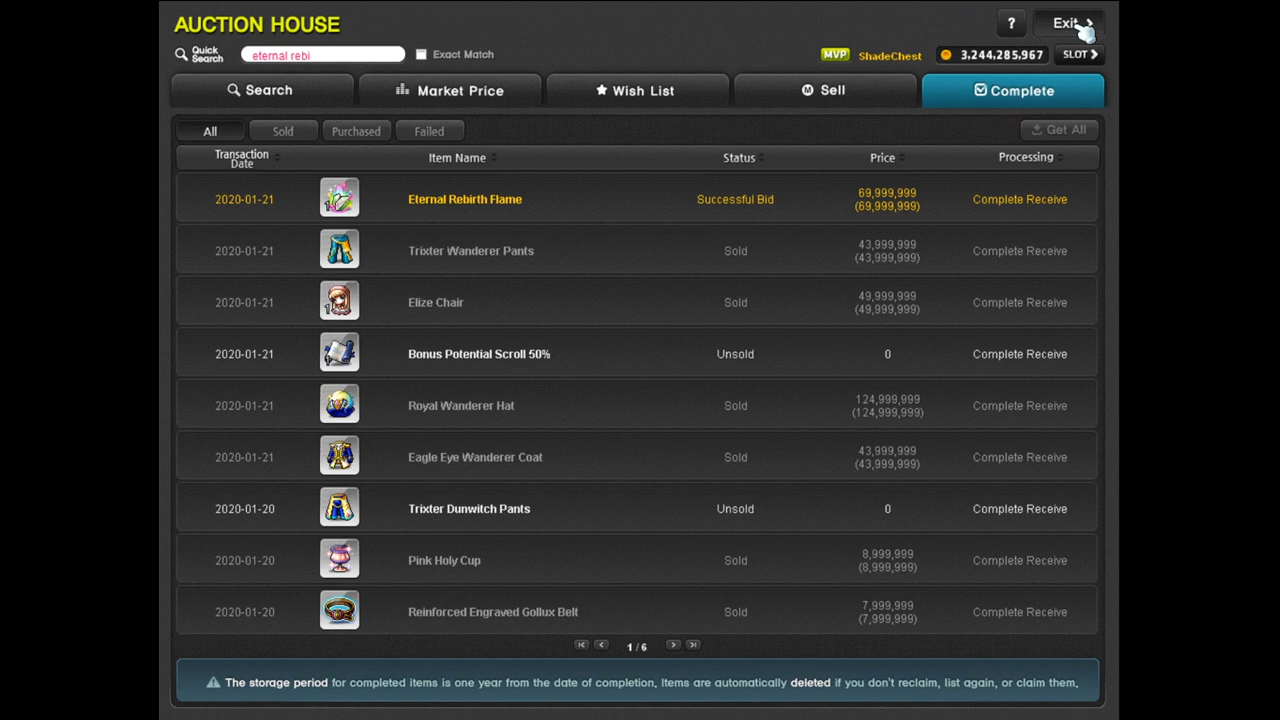 AUCTION HOUSE
?
Exit
Quick Search
eternal rebi
Exact Match
MVP ShadeChest
3,244,285,967
SLOT
Search
Market Price
Wish List
Sell
Complete
All
Sold
Purchased
Failled
Get All
Transaction Date
Item Name
Status
Price
Processing
2020-01-21 1 Eternal Rebirth Flame Successful Bid 69,999,999 (69,999,999) Complete Receive
2020-01-21 Trixter Wanderer Pants Sold 43,999,999 (43,999,999) Complete Receive
2020-01-21 1 Elize Chair Sold 49,999,999 (49,999,999) Complete Receive
2020-01-21 1 Bonus Potential Scroll 50% Unsold 0 Complete Receive
2020-01-21 Royal Wanderer Hat Sold 124,999,999 (124,999,999) Complete Receive
2020-01-21 Eagle Eye Wanderer Coat Sold 43,999,999 (43,999,999) Complete Receive
2020-01-20 Trixter Dunwitch Pants Unsold 0 Complete Receive
2020-01-20 Pink Holy Cup Sold 8,999,999 (8,999,999) Complete Receive
2020-01-20 Reinforced Engraved Gollux Belt Sold 7,999,999 (7,999,999) Complete Receive
1 / 6
The storage period for completed items is one year from the date of completion. Items are automatically deleted if you don't reclaim, list again, or claim them.